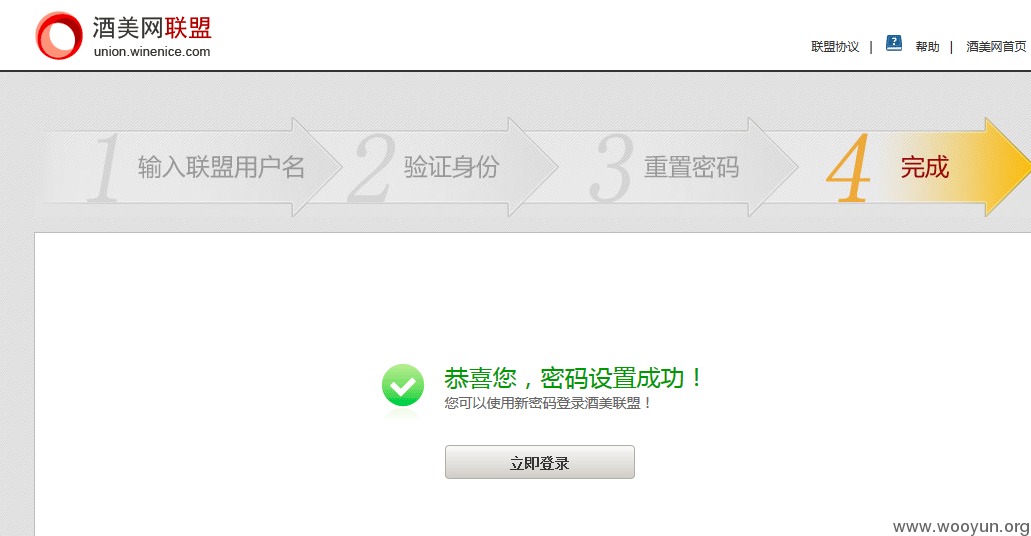 酒美网联盟
union.winenice.com
联盟协议 | ? 帮助 | 酒美网首页
1 输入联盟用户名 2 验证身份 3 重置密码 4 完成
恭喜您，密码设置成功！
您可以使用新密码登录酒美联盟！
立即登录
www.wooyun.org